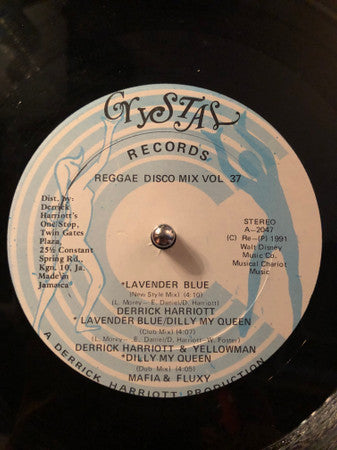 CRYSTAL
RECORDS
REGGAE DISCO MIX VOL 37
Dist. by:
Derrick
Harriott's
One Stop,
Twin Gates
Plaza,
25½ Constant
Spring Rd.,
Kgn. 10, Ja.
Made in
Jamaica
STEREO
A-2047
(C) Re-(P) 1991
Walt Disney
Music Co.
Musical Chariot
Music
*LAVENDER BLUE
(New Style Mix) (4:10)
(L. Morey- E. Daniel/D. Harriott)
DERRICK HARRIOTT
*LAVENDER BLUE/DILLY MY QUEEN
(Club Mix) (4:07)
(L. Morey- E. Daniel/D. Harriott- W. Foster)
DERRICK HARRIOTT & YELLOWMAN
*DILLY MY QUEEN
(Dub Mix) (4:05)
MAFIA & FLUXY
A DERRICK HARRIOTT PRODUCTION